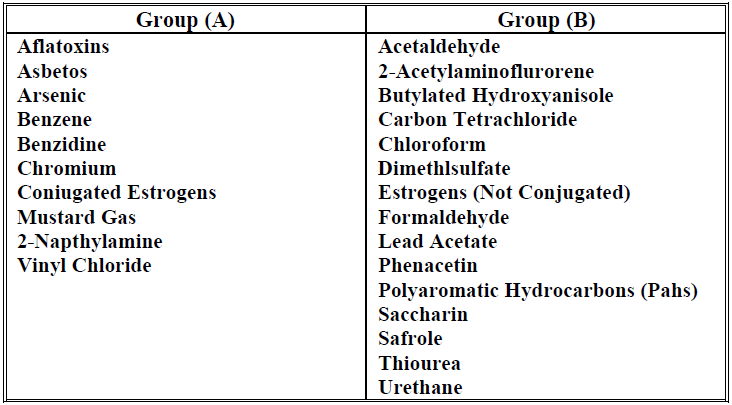 Group (A)
Group (B)
Aflatoxins
Asbetos
Arsenic
Benzene
Benzidine
Chromium
Coniugated Estrogens
Mustard Gas
2-Napthylamine
Vinyl Chloride
Acetaldehyde
2-Acetylaminoflurorene
Butylated Hydroxyanisole
Carbon Tetrachloride
Chloroform
Dimethlsulfate
Estrogens (Not Conjugated)
Formaldehyde
Lead Acetate
Phenacetin
Polyaromatic Hydrocarbons (Pahs)
Saccharin
Safrole
Thiourea
Urethane